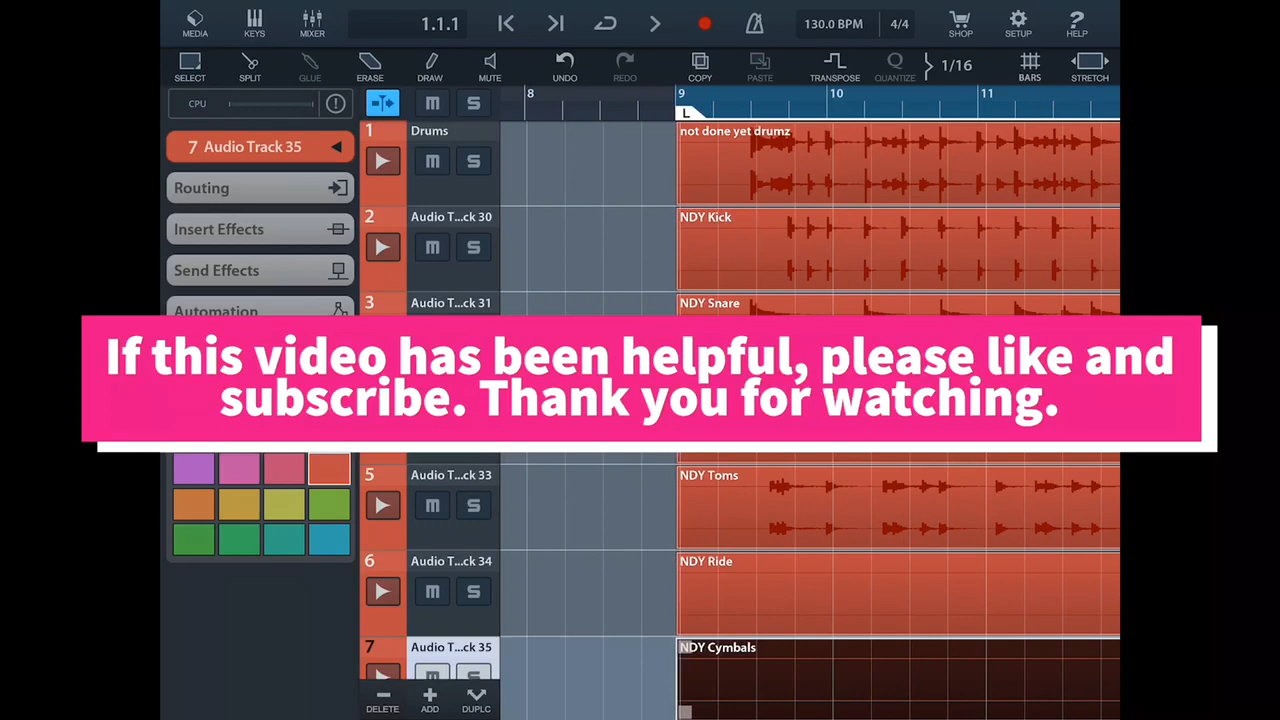 MEDIA
KEYS
MIXER
1.1.1
130.0 BPM
4/4
SHOP
SETUP
HELP
SELECT
SPLIT
GLUE
ERASE
DRAW
MUTE
UNDO
REDO
COPY
PASTE
TRANSPOSE
QUANTIZE
1/16
BARS
STRETCH
CPU
M S
8 9 10 11
L
7 Audio Track 35
Routing
Insert Effects
Send Effects
Automation
1 Drums
M S
not done yet drumz
2 Audio T...ck 30
M S
NDY Kick
3 Audio T...ck 31
NDY Snare
If this video has been helpful, please like and
subscribe. Thank you for watching.
5 Audio T...ck 33
M S
NDY Toms
6 Audio T...ck 34
M S
NDY Ride
7 Audio T...ck 35
M S
NDY Cymbals
DELETE
ADD
DUPLC